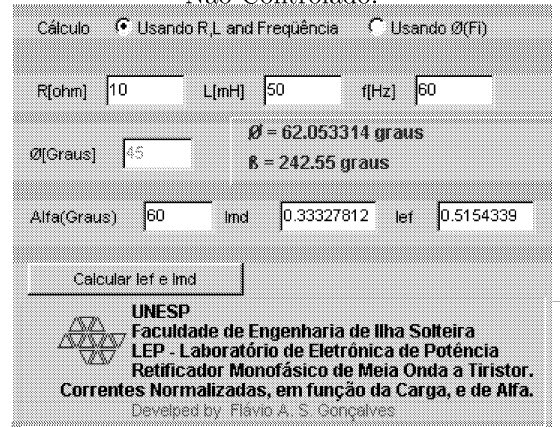 Não Controlado.
Cálculo Usando R,L and Freqüência Usando Ø(Fi)
R[ohm] 10 L[mH] 50 f[Hz] 60
Ø[Graus] 45 Ø = 62.053314 graus
ß = 242.55 graus
Alfa(Graus) 60 Imd 0.33327812 Ief 0.5154339
Calcular Ief e Imd
UNESP
Faculdade de Engenharia de Ilha Solteira
LEP - Laboratório de Eletrônica de Potência
Retificador Monofásico de Meia Onda a Tiristor.
Correntes Normalizadas, em função da Carga, e de Alfa.
Develped by Flávio A. S. Gonçalves